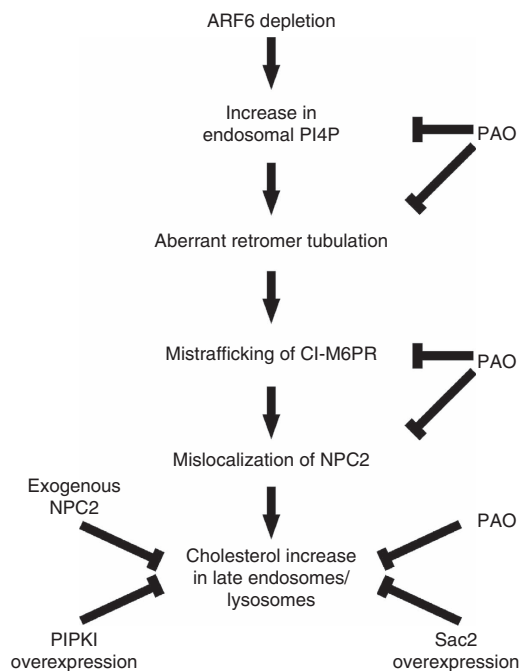 ARF6 depletion
Increase in
endosomal PI4P
PAO
Aberrant retromer tubulation
Mistrafficking of CI-M6PR
PAO
Mislocalization of NPC2
Exogenous
NPC2
PAO
Cholesterol increase
in late endosomes/
lysosomes
PIPKI
overexpression
Sac2
overexpression